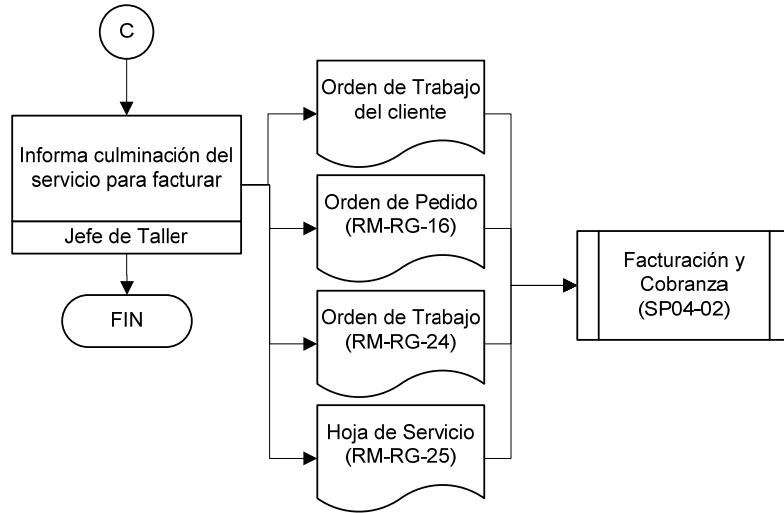 C
Informa culminación del
servicio para facturar
Jefe de Taller
FIN
Orden de Trabajo
del cliente
Orden de Pedido
(RM-RG-16)
Orden de Trabajo
(RM-RG-24)
Hoja de Servicio
(RM-RG-25)
Facturación y
Cobranza
(SP04-02)